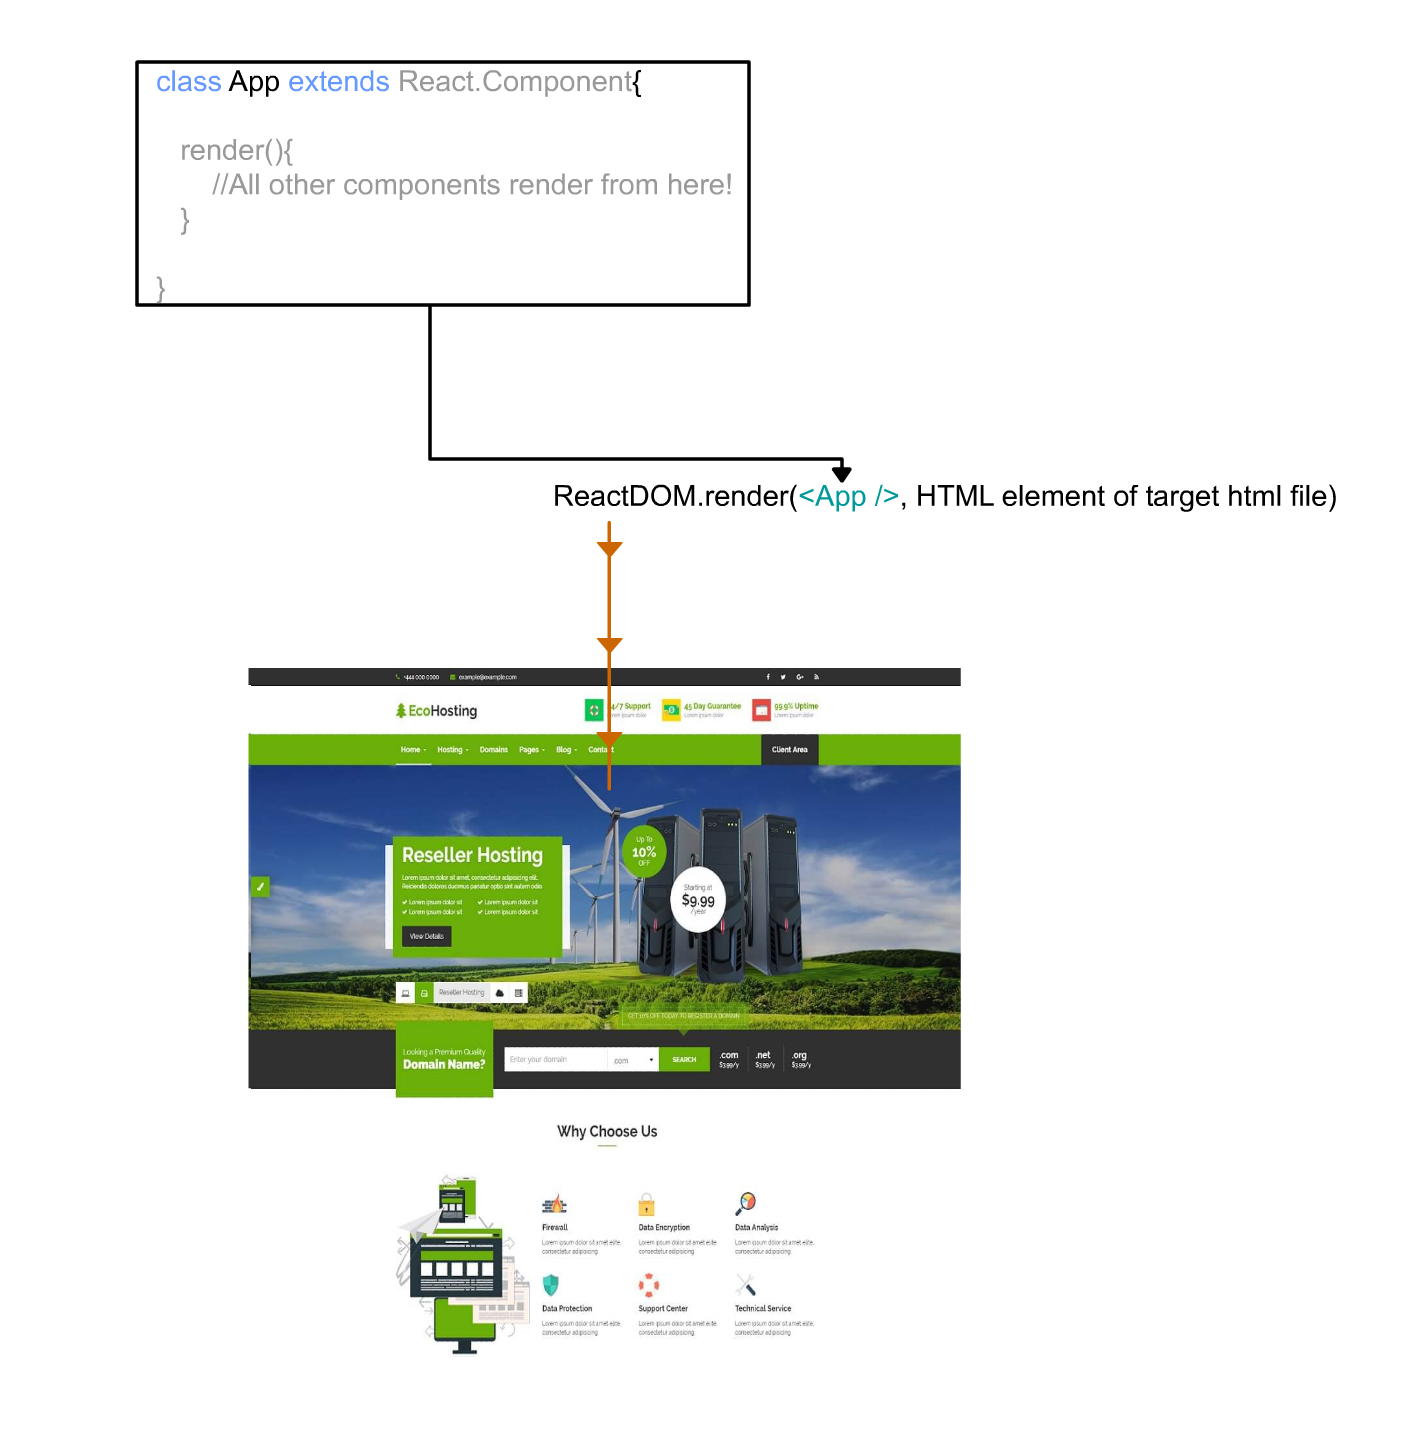 class App extends React.Component{
render(){
//All other components render from here!
}
}
ReactDOM.render(<App />, HTML element of target html file)
+444 000 0000 example@example.com
EcoHosting
24/7 Support
Lorem ipsum dolor
45 Day Guarantee
Lorem ipsum dolor
99.9% Uptime
Lorem ipsum dolor
Home Hosting Domains Pages Blog Contact Client Area
Up To
10%
OFF
Reseller Hosting
Lorem ipsum dolor sit amet, consectetur adipisicing elit.
Reiciendis dolores ducimus pariatur optio sint autem odio.
Lorem ipsum dolor sit Lorem ipsum dolor sit
Lorem ipsum dolor sit Lorem ipsum dolor sit
View Details
Starting at
$9.99
/year
Reseller Hosting
GET 10% OFF TODAY TO REGISTER A DOMAIN
Looking a Premium Quality
Domain Name?
Enter your domain .com SEARCH
.com
$3.99/y
.net
$3.99/y
.org
$3.99/y
Why Choose Us
Firewall
Lorem ipsum dolor sit amet elite,
consectetur adipisicing
Data Encryption
Lorem ipsum dolor sit amet elite,
consectetur adipisicing
Data Analysis
Lorem ipsum dolor sit amet elite,
consectetur adipisicing
Data Protection
Lorem ipsum dolor sit amet elite,
consectetur adipisicing
Support Center
Lorem ipsum dolor sit amet elite,
consectetur adipisicing
Technical Service
Lorem ipsum dolor sit amet elite,
consectetur adipisicing